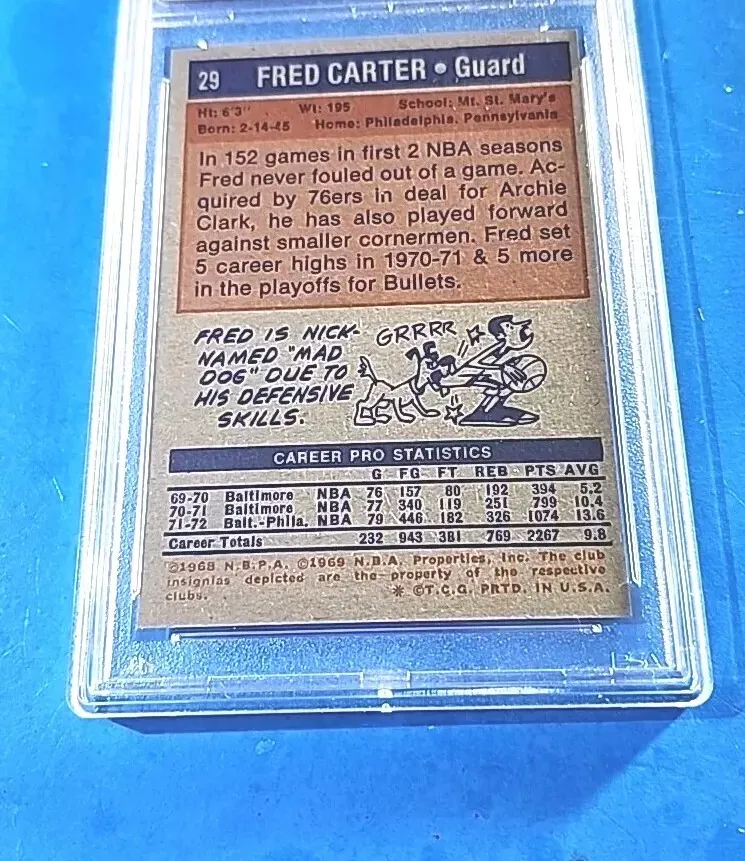 29 FRED CARTER • Guard
Ht: 6'3" Wt: 195 School: Mt. St. Mary's
Born: 2-14-45 Home: Philadelphia, Pennsylvania
In 152 games in first 2 NBA seasons
Fred never fouled out of a game. Ac-
quired by 76ers in deal for Archie
Clark, he has also played forward
against smaller cornermen. Fred set
5 career highs in 1970-71 & 5 more
in the playoffs for Bullets.
FRED IS NICK-
NAMED "MAD
DOG" DUE TO
HIS DEFENSIVE
SKILLS.
GRRRR
CAREER PRO STATISTICS
G FG FT REB PTS AVG
69-70 Baltimore NBA 76 157 80 192 394 5.2
70-71 Baltimore NBA 77 340 119 251 799 10.4
71-72 Balt.-Phila. NBA 79 446 182 326 1074 13.6
Career Totals 232 943 381 769 2267 9.8
©1968 N.B.P.A. ©1969 N.B.A. Properties, Inc. The club
insignias depicted are the property of the respective
clubs. * ©T.C.G. PRTD. IN U.S.A.